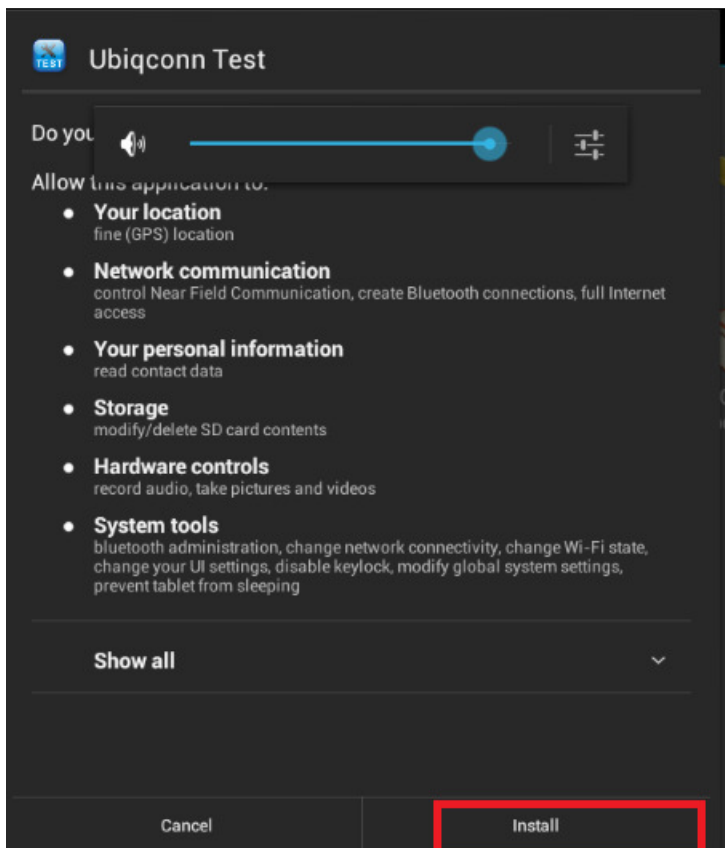 TEST
Ubiqconn Test
Do you
Allow this application to:
Your location
fine (GPS) location
Network communication
control Near Field Communication, create Bluetooth connections, full Internet
access
Your personal information
read contact data
Storage
modify/delete SD card contents
Hardware controls
record audio, take pictures and videos
System tools
bluetooth administration, change network connectivity, change Wi-Fi state,
change your UI settings, disable keylock, modify global system settings,
prevent tablet from sleeping
Show all
Cancel
Install